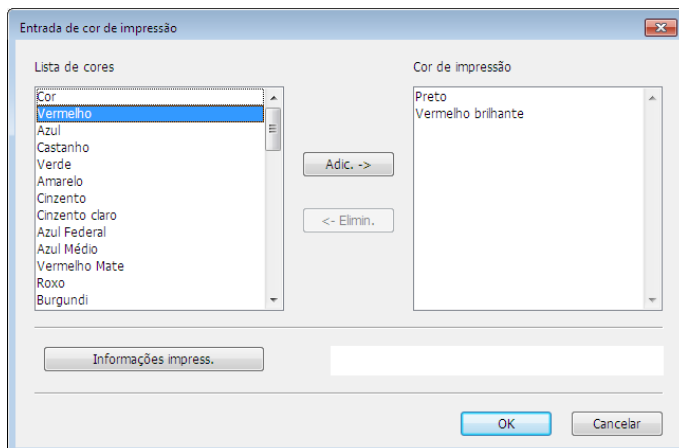 Entrada de cor de impressão
Lista de cores
Cor de impressão
Cor
Vermelho
Azul
Castanho
Verde
Amarelo
Cinzento
Cinzento claro
Azul Federal
Azul Médio
Vermelho Mate
Roxo
Burgundi
Adic. ->
<- Elimin.
Preto
Vermelho brilhante
Informações impress.
OK
Cancelar